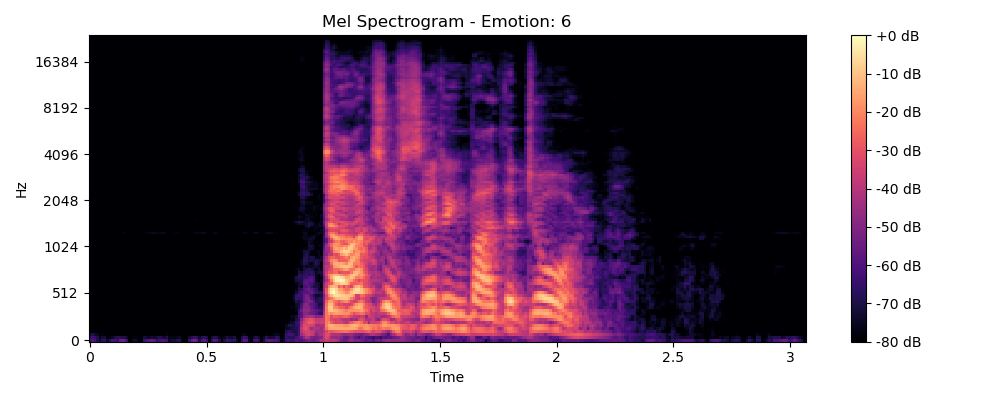 Mel Spectrogram - Emotion: 6
Hz
16384
8192
4096
2048
1024
512
0
0
0.5
1
1.5
2
2.5
3
Time
+0 dB
-10 dB
-20 dB
-30 dB
-40 dB
-50 dB
-60 dB
-70 dB
-80 dB